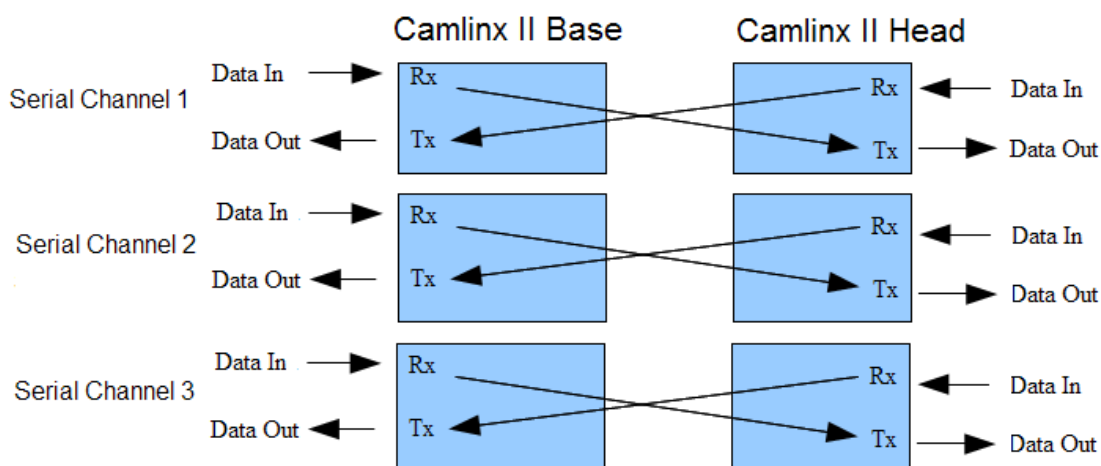 Camlinx II Base
Camlinx II Head
Data In
Rx
Rx
Data In
Serial Channel 1
Data Out
Tx
Tx
Data Out
Data In
Rx
Rx
Data In
Serial Channel 2
Data Out
Tx
Tx
Data Out
Data In
Rx
Rx
Data In
Serial Channel 3
Data Out
Tx
Tx
Data Out